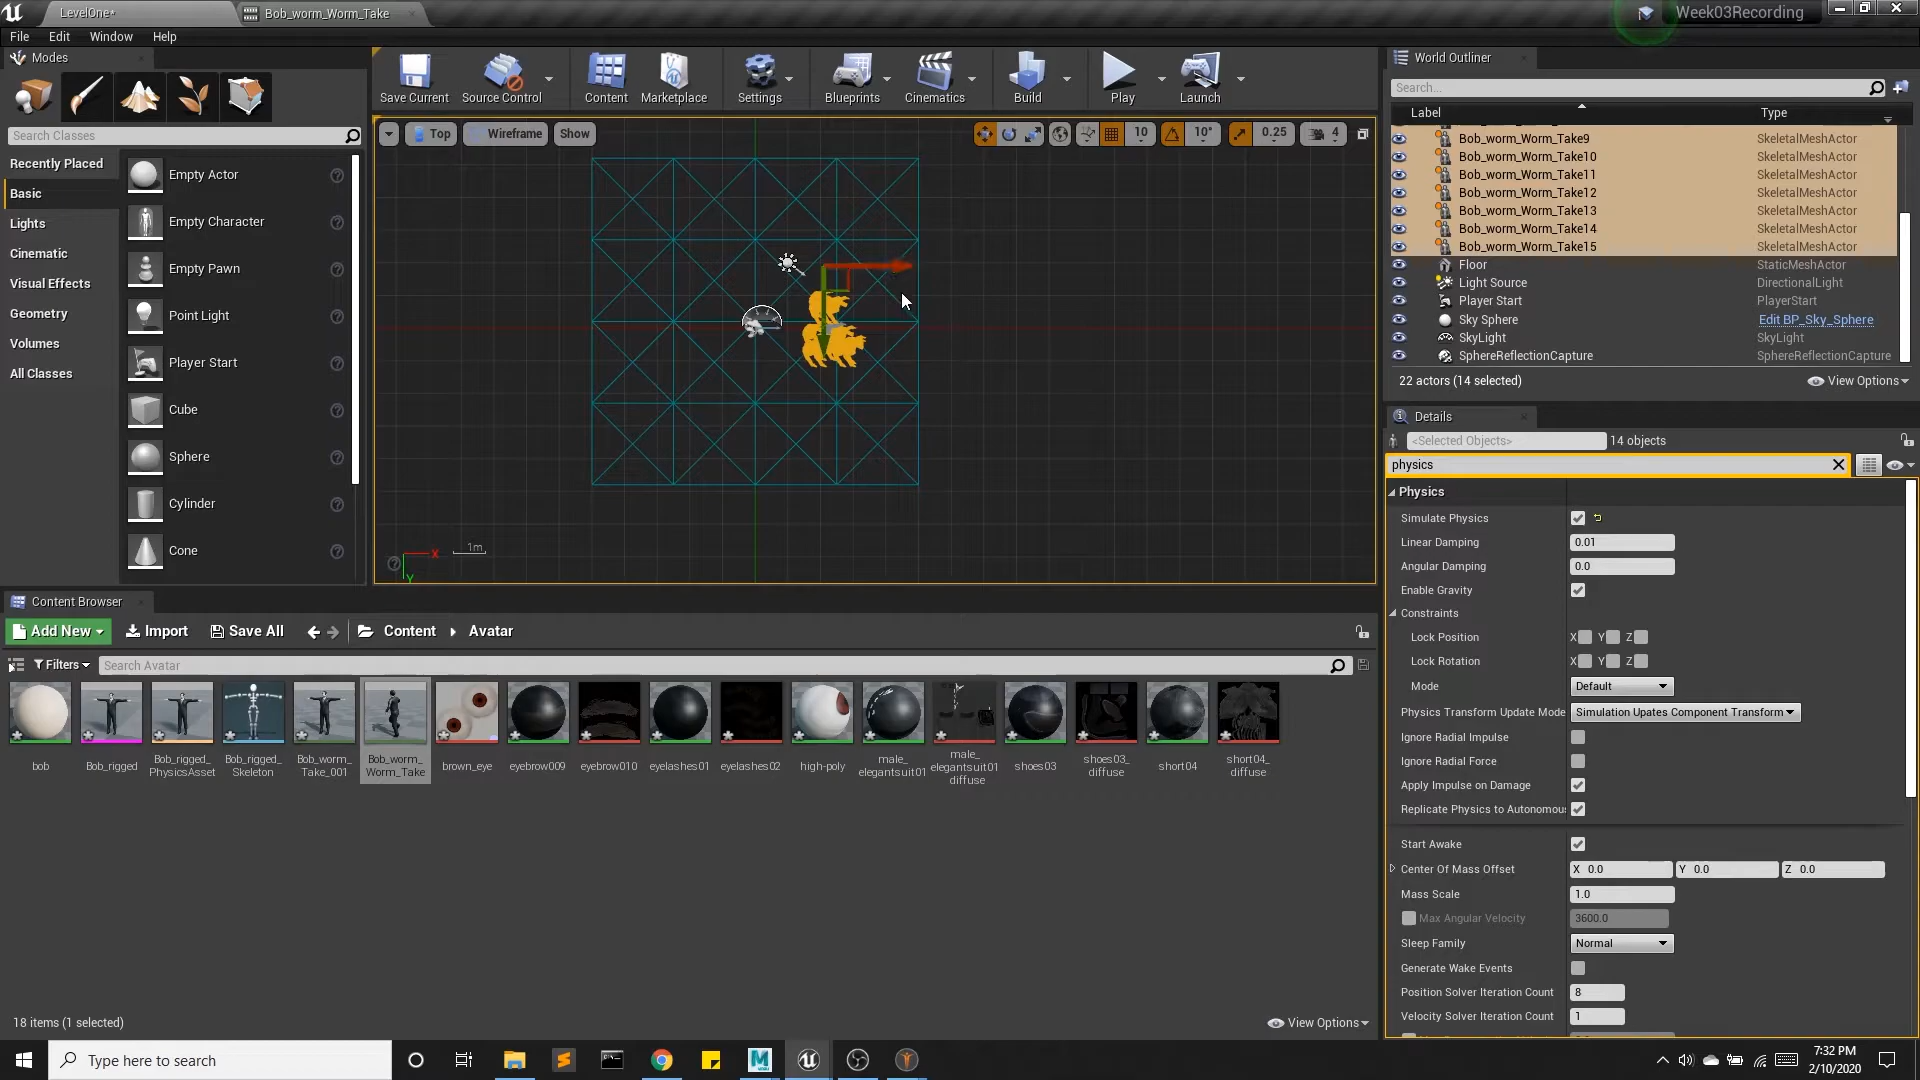 LevelOne*
Bob_worm_Worm_Take
Week03Recording
File Edit Window Help
Modes
Search Classes
Recently Placed
Basic
Lights
Cinematic
Visual Effects
Geometry
Volumes
All Classes
Empty Actor
Empty Character
Empty Pawn
Point Light
Player Start
Cube
Sphere
Cylinder
Cone
Save Current
Source Control
Content
Marketplace
Settings
Blueprints
Cinematics
Build
Play
Launch
Top
Wireframe
Show
10
10°
0.25
4
1m
X
Y
World Outliner
Search...
Label Type
Bob_worm_Worm_Take9 SkeletalMeshActor
Bob_worm_Worm_Take10 SkeletalMeshActor
Bob_worm_Worm_Take11 SkeletalMeshActor
Bob_worm_Worm_Take12 SkeletalMeshActor
Bob_worm_Worm_Take13 SkeletalMeshActor
Bob_worm_Worm_Take14 SkeletalMeshActor
Bob_worm_Worm_Take15 SkeletalMeshActor
Floor StaticMeshActor
Light Source DirectionalLight
Player Start PlayerStart
Sky Sphere Edit BP_Sky_Sphere
SkyLight SkyLight
SphereReflectionCapture SphereReflectionCapture
22 actors (14 selected)
View Options
Details
<Selected Objects> 14 objects
physics
Physics
Simulate Physics
Linear Damping 0.01
Angular Damping 0.0
Enable Gravity
Constraints
Lock Position X Y Z
Lock Rotation X Y Z
Mode Default
Physics Transform Update Mode Simulation Upates Component Transform
Ignore Radial Impulse
Ignore Radial Force
Apply Impulse on Damage
Replicate Physics to Autonomou
Start Awake
Center Of Mass Offset X 0.0 Y 0.0 Z 0.0
Mass Scale 1.0
Max Angular Velocity 3600.0
Sleep Family Normal
Generate Wake Events
Position Solver Iteration Count 8
Velocity Solver Iteration Count 1
Content Browser
Add New
Import
Save All
Content
Avatar
Filters
Search Avatar
bob
Bob_rigged
Bob_rigged_
PhysicsAsset
Bob_rigged_
Skeleton
Bob_worm_
Take_001
Bob_worm_
Worm_Take
brown_eye
eyebrow009
eyebrow010
eyelashes01
eyelashes02
high-poly
male_
elegantsuit01
male_
elegantsuit01
diffuse
shoes03
shoes03_
diffuse
short04
short04_
diffuse
18 items (1 selected)
View Options
Type here to search
7:32 PM
2/10/2020